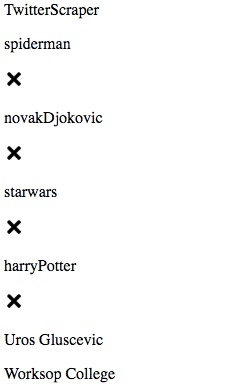 TwitterScraper
spiderman
novakDjokovic
starwars
harryPotter
Uros Gluscevic
Worksop College